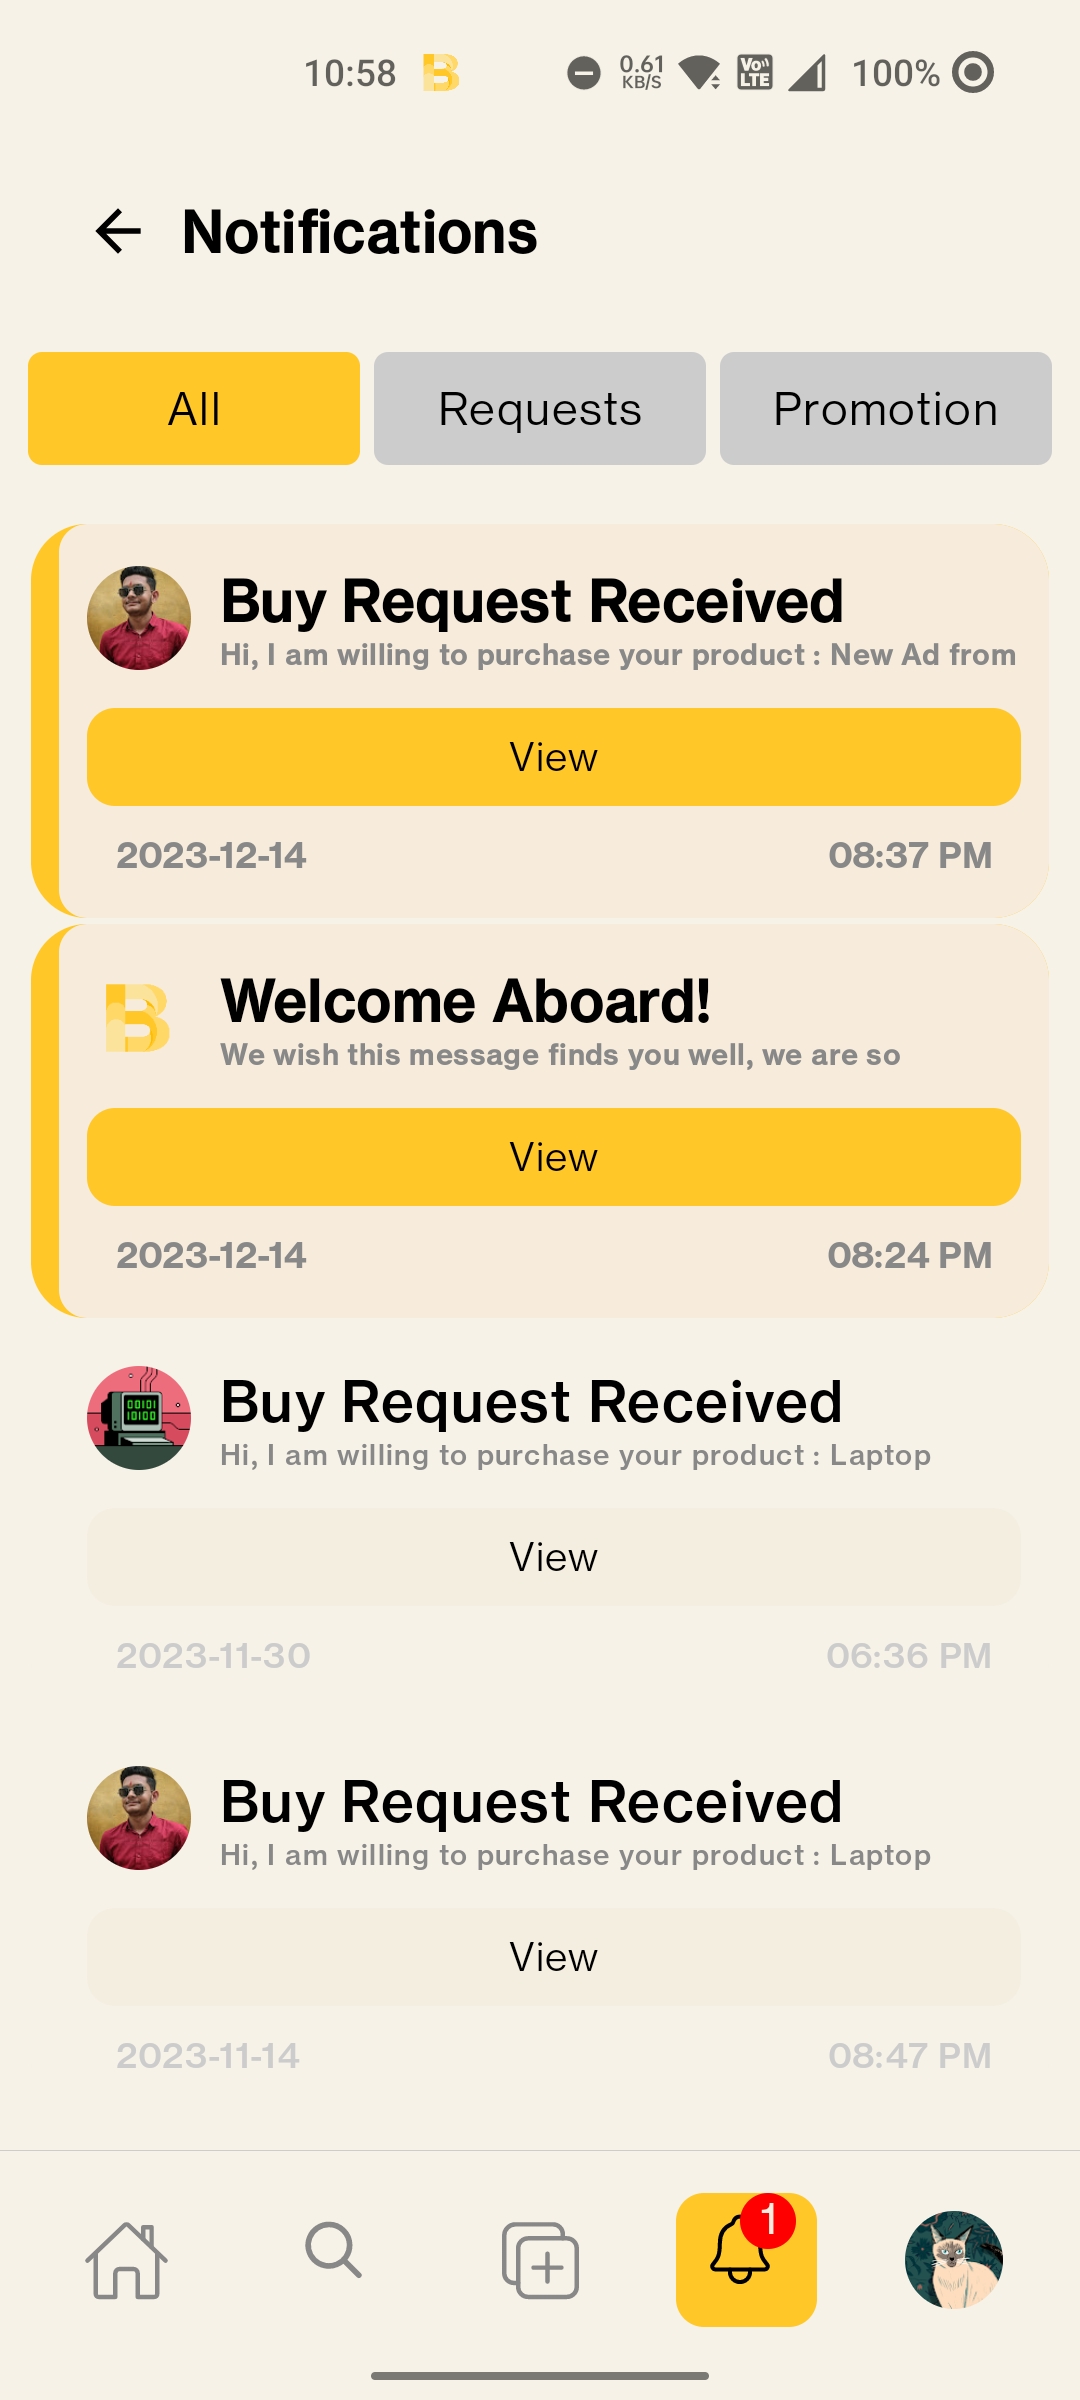 10:58 B 0.61 KB/S Vo LTE 100%
Notifications
All Requests Promotion
Buy Request Received
Hi, I am willing to purchase your product : New Ad from
View
2023-12-14 08:37 PM
B Welcome Aboard!
We wish this message finds you well, we are so
View
2023-12-14 08:24 PM
00101
10100
Buy Request Received
Hi, I am willing to purchase your product : Laptop
View
2023-11-30 06:36 PM
Buy Request Received
Hi, I am willing to purchase your product : Laptop
View
2023-11-14 08:47 PM
1